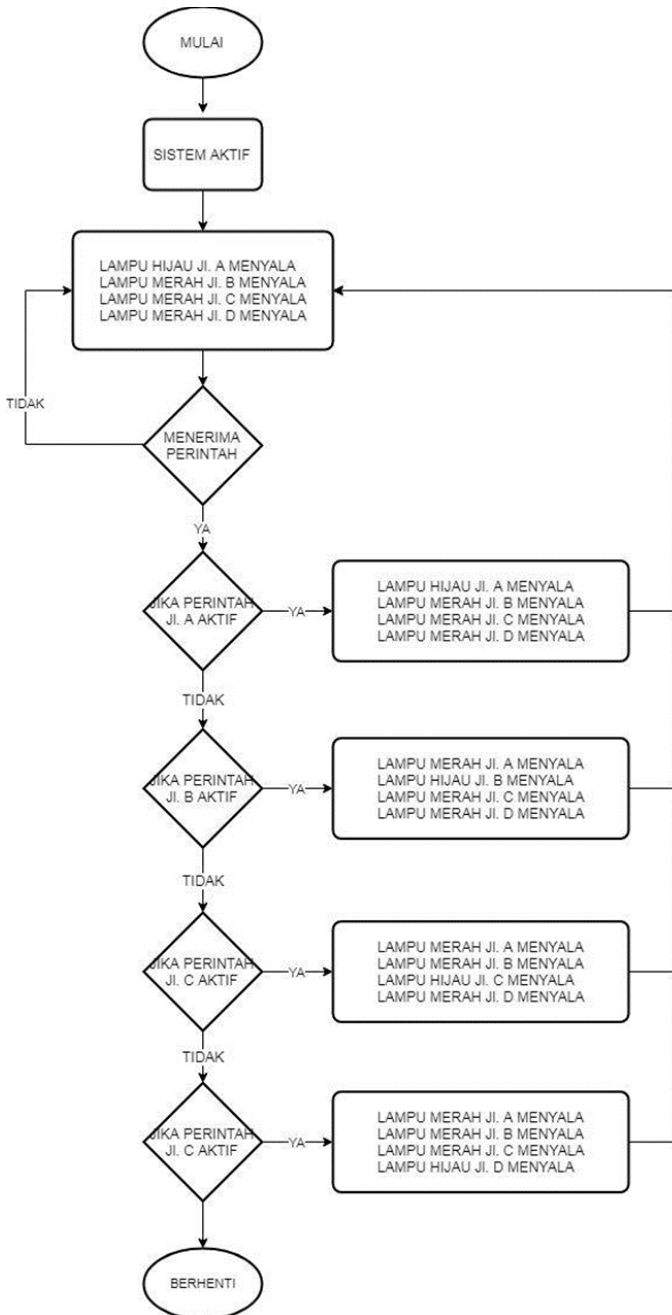 MULAI
SISTEM AKTIF
LAMPU HIJAU Jl. A MENYALA
LAMPU MERAH Jl. B MENYALA
LAMPU MERAH Jl. C MENYALA
LAMPU MERAH Jl. D MENYALA
TIDAK
MENERIMA
PERINTAH
YA
JIKA PERINTAH
Jl. A AKTIF
YA
LAMPU HIJAU Jl. A MENYALA
LAMPU MERAH Jl. B MENYALA
LAMPU MERAH Jl. C MENYALA
LAMPU MERAH Jl. D MENYALA
TIDAK
JIKA PERINTAH
Jl. B AKTIF
YA
LAMPU MERAH Jl. A MENYALA
LAMPU HIJAU Jl. B MENYALA
LAMPU MERAH Jl. C MENYALA
LAMPU MERAH Jl. D MENYALA
TIDAK
JIKA PERINTAH
Jl. C AKTIF
YA
LAMPU MERAH Jl. A MENYALA
LAMPU MERAH Jl. B MENYALA
LAMPU HIJAU Jl. C MENYALA
LAMPU MERAH Jl. D MENYALA
TIDAK
JIKA PERINTAH
Jl. C AKTIF
YA
LAMPU MERAH Jl. A MENYALA
LAMPU MERAH Jl. B MENYALA
LAMPU MERAH Jl. C MENYALA
LAMPU HIJAU Jl. D MENYALA
BERHENTI